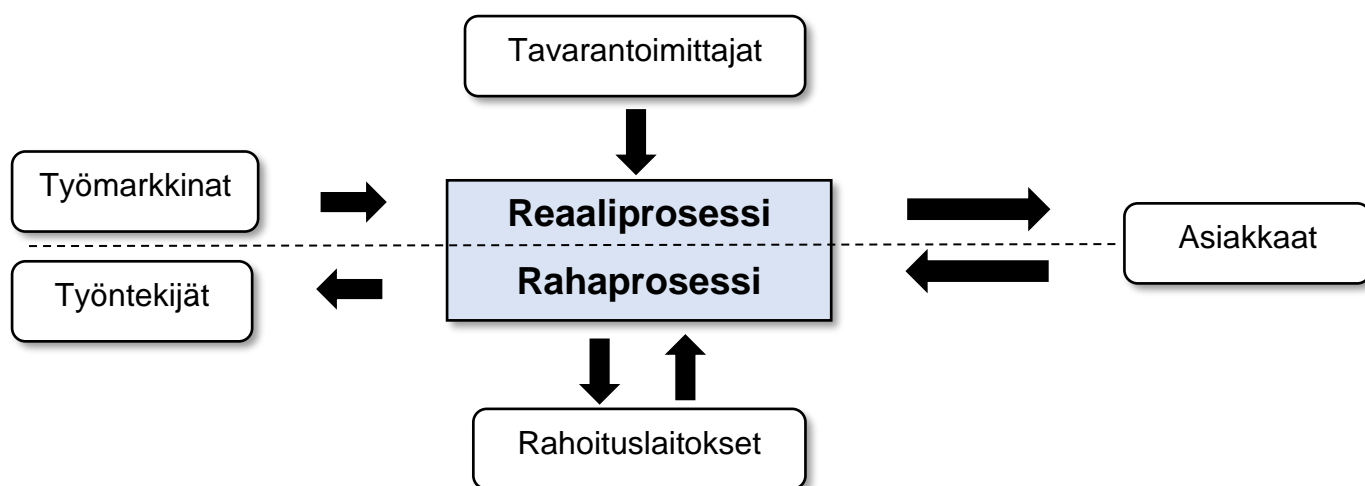 Tavarantoimittajat
Työmarkkinat
Reaaliprosessi
Asiakkaat
Rahaprosessi
Työntekijät
Rahoituslaitokset